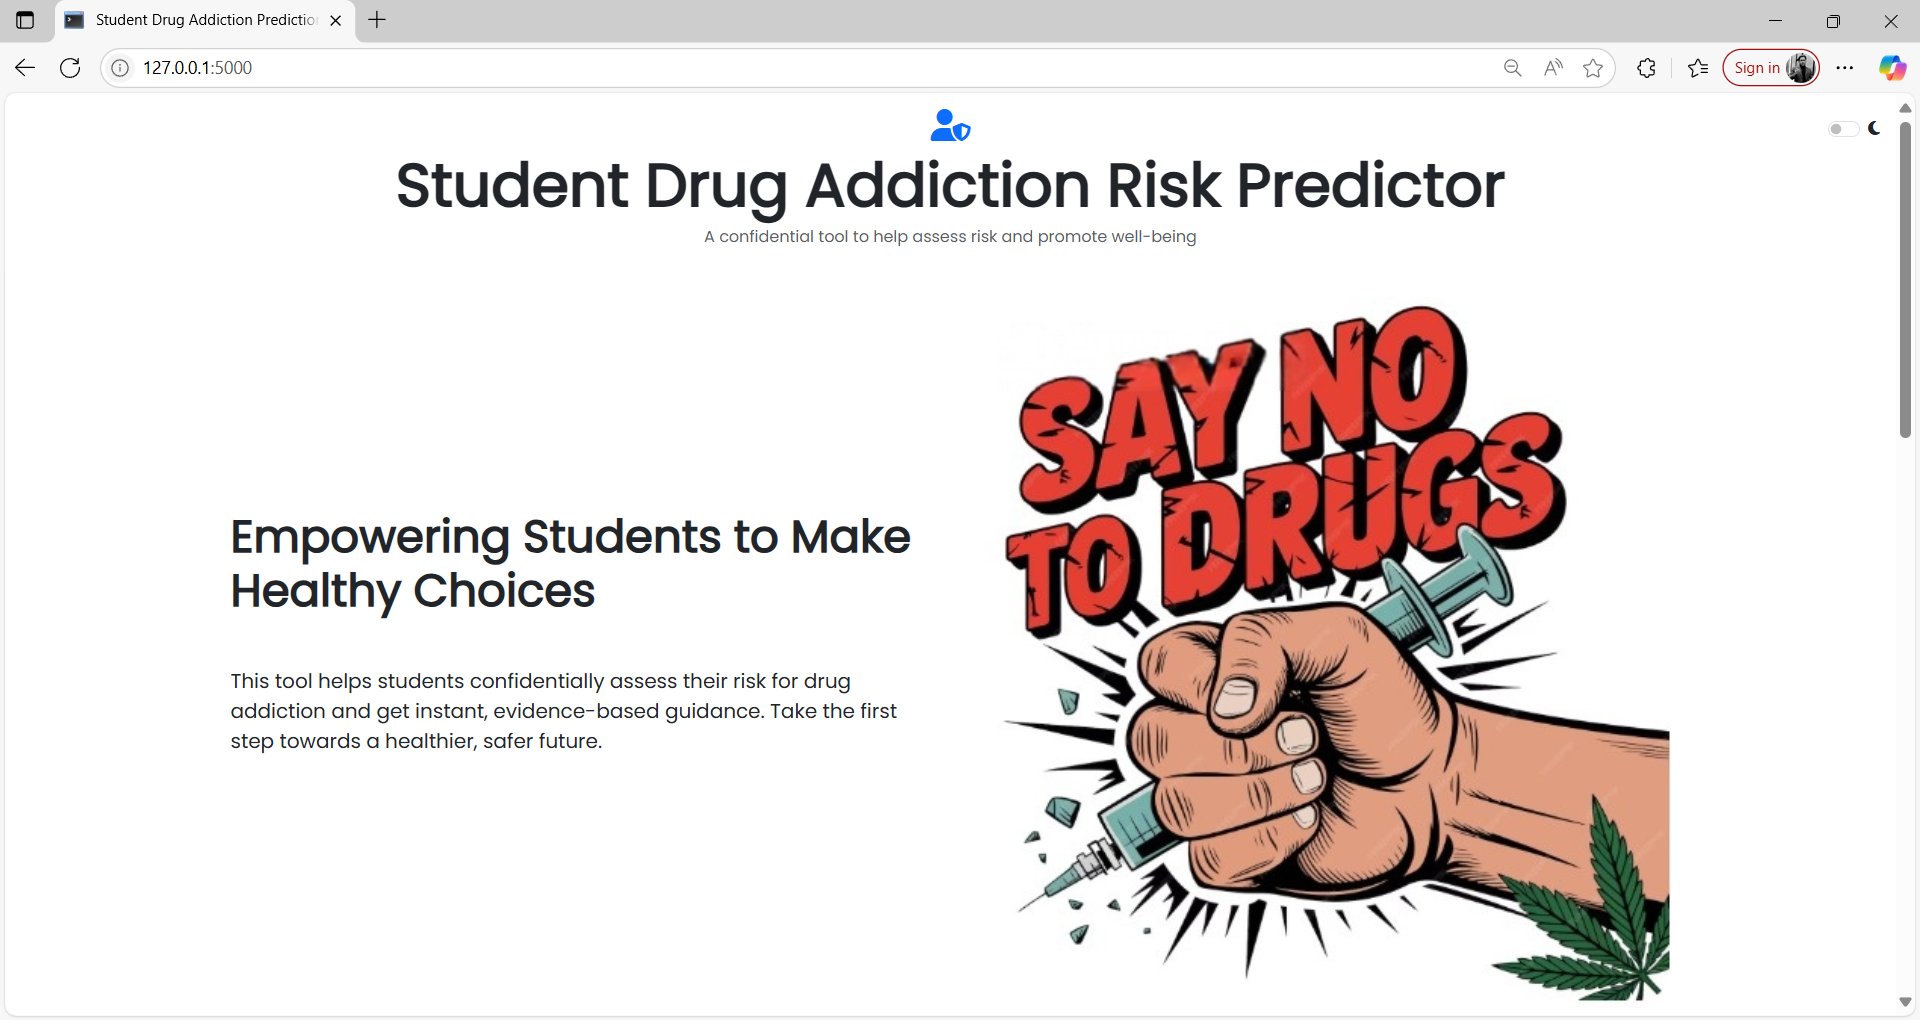 Student Drug Addiction Prediction
127.0.0.1:5000
Sign in
Student Drug Addiction Risk Predictor
A confidential tool to help assess risk and promote well-being
SAY NO
TO DRUGS
Empowering Students to Make
Healthy Choices
This tool helps students confidentially assess their risk for drug
addiction and get instant, evidence-based guidance. Take the first
step towards a healthier, safer future.